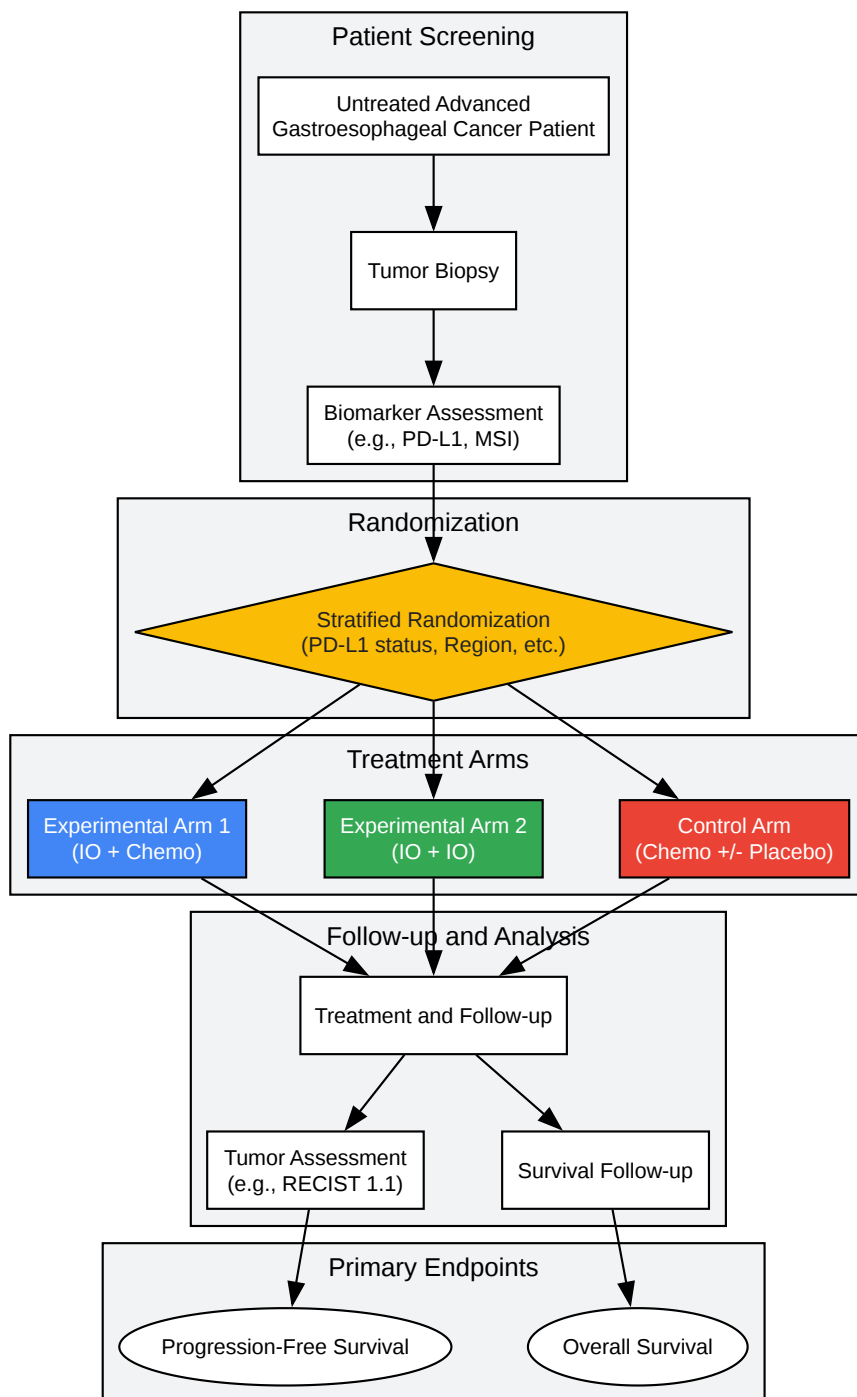 Patient Screening
Untreated Advanced
Gastroesophageal Cancer Patient
Tumor Biopsy
Biomarker Assessment
(e.g., PD-L1, MSI)
Randomization
Stratified Randomization
(PD-L1 status, Region, etc.)
Treatment Arms
Experimental Arm 1
(IO + Chemo)
Experimental Arm 2
(IO + IO)
Control Arm
(Chemo +/- Placebo)
Follow-up and Analysis
Treatment and Follow-up
Tumor Assessment
(e.g., RECIST 1.1)
Survival Follow-up
Primary Endpoints
Progression-Free Survival
Overall Survival